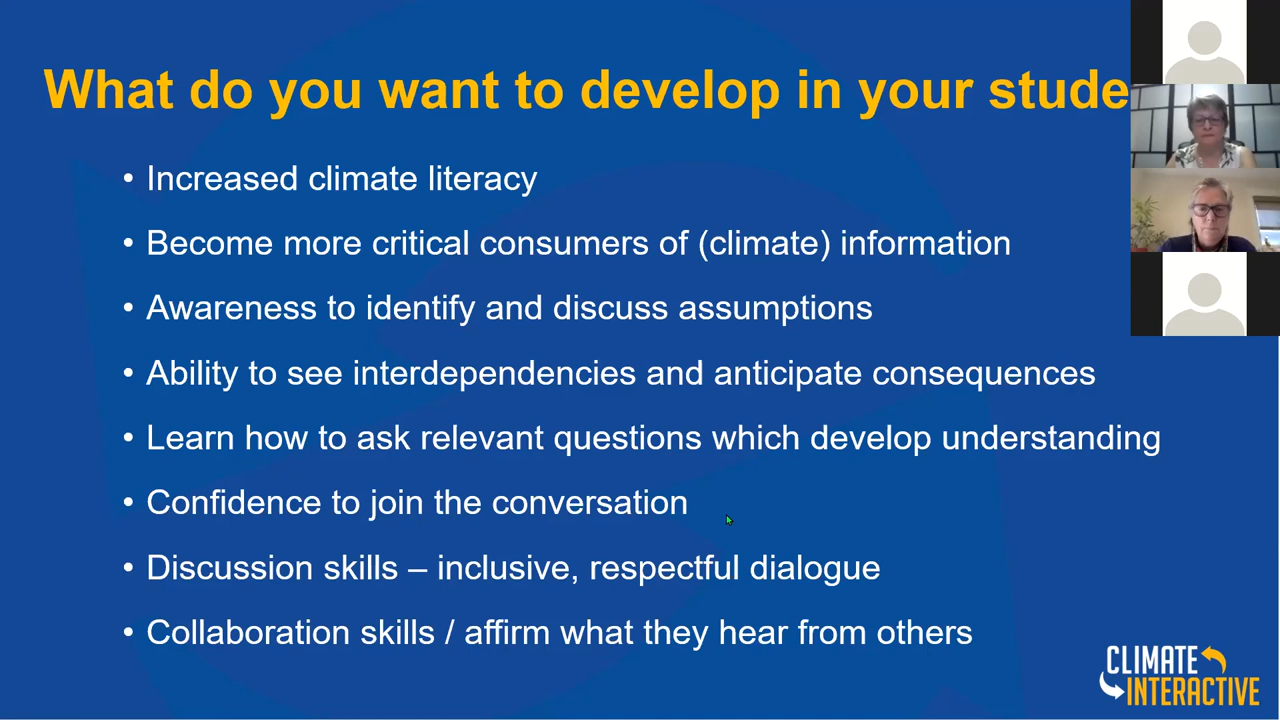 What do you want to develop in your stude
• Increased climate literacy
• Become more critical consumers of (climate) information
• Awareness to identify and discuss assumptions
• Ability to see interdependencies and anticipate consequences
• Learn how to ask relevant questions which develop understanding
• Confidence to join the conversation
• Discussion skills – inclusive, respectful dialogue
• Collaboration skills / affirm what they hear from others
CLIMATE
INTERACTIVE